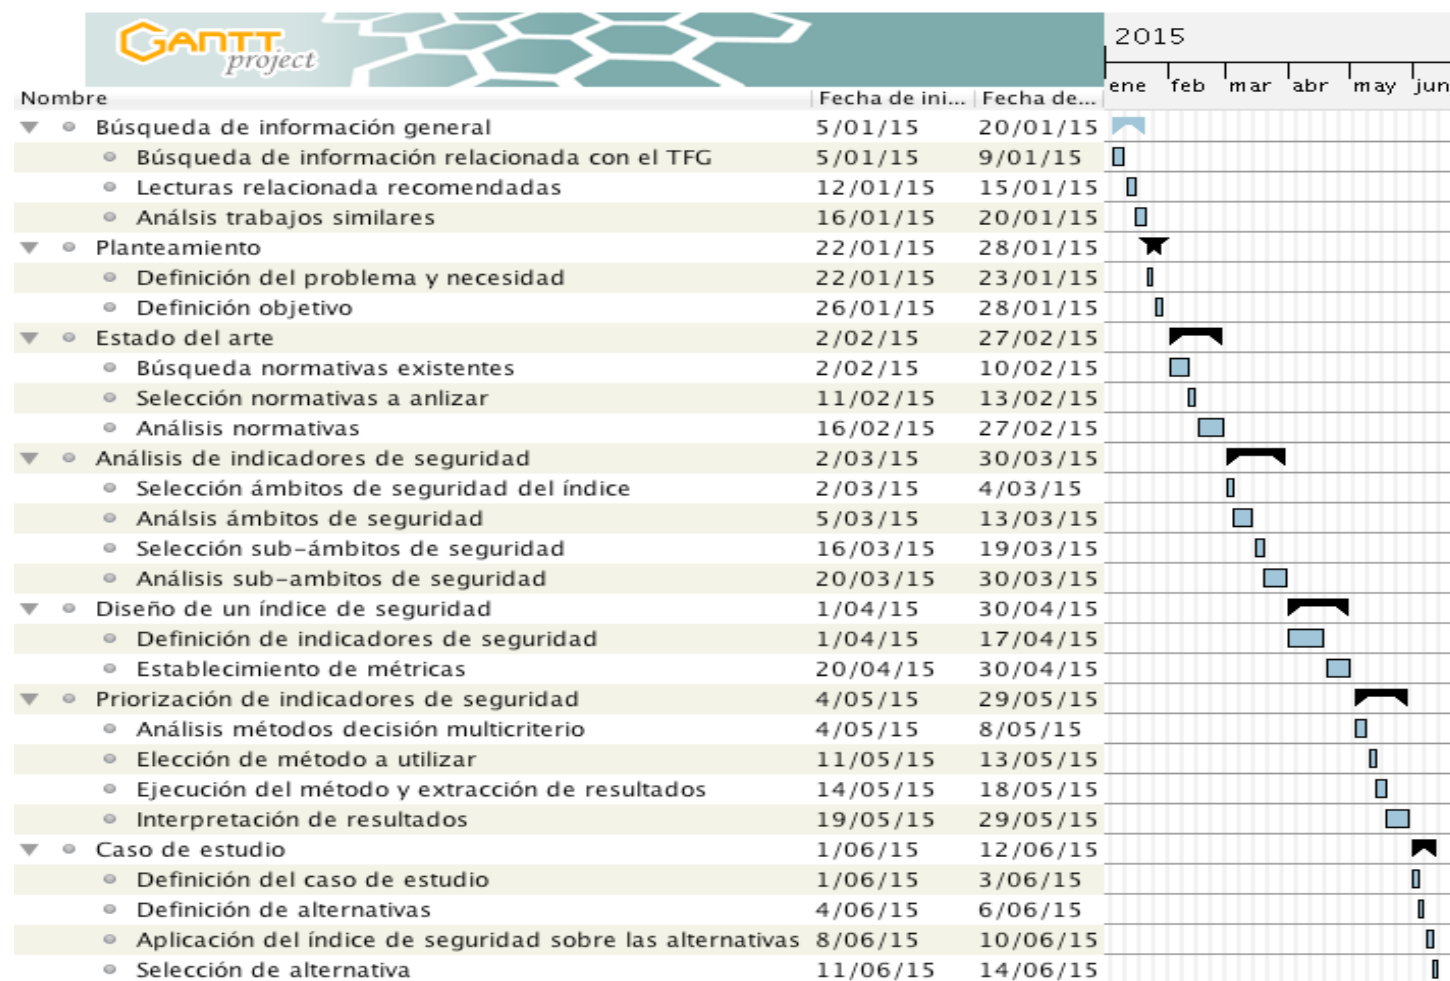 GANTT
project
2015
ene feb mar abr may jun
Nombre Fecha de ini... Fecha de...
Búsqueda de información general 5/01/15 20/01/15
Búsqueda de información relacionada con el TFG 5/01/15 9/01/15
Lecturas relacionada recomendadas 12/01/15 15/01/15
Análsis trabajos similares 16/01/15 20/01/15
Planteamiento 22/01/15 28/01/15
Definición del problema y necesidad 22/01/15 23/01/15
Definición objetivo 26/01/15 28/01/15
Estado del arte 2/02/15 27/02/15
Búsqueda normativas existentes 2/02/15 10/02/15
Selección normativas a anlizar 11/02/15 13/02/15
Análisis normativas 16/02/15 27/02/15
Análisis de indicadores de seguridad 2/03/15 30/03/15
Selección ámbitos de seguridad del índice 2/03/15 4/03/15
Análsis ámbitos de seguridad 5/03/15 13/03/15
Selección sub-ámbitos de seguridad 16/03/15 19/03/15
Análisis sub-ambitos de seguridad 20/03/15 30/03/15
Diseño de un índice de seguridad 1/04/15 30/04/15
Definición de indicadores de seguridad 1/04/15 17/04/15
Establecimiento de métricas 20/04/15 30/04/15
Priorización de indicadores de seguridad 4/05/15 29/05/15
Análisis métodos decisión multicriterio 4/05/15 8/05/15
Elección de método a utilizar 11/05/15 13/05/15
Ejecución del método y extracción de resultados 14/05/15 18/05/15
Interpretación de resultados 19/05/15 29/05/15
Caso de estudio 1/06/15 12/06/15
Definición del caso de estudio 1/06/15 3/06/15
Definición de alternativas 4/06/15 6/06/15
Aplicación del índice de seguridad sobre las alternativas 8/06/15 10/06/15
Selección de alternativa 11/06/15 14/06/15